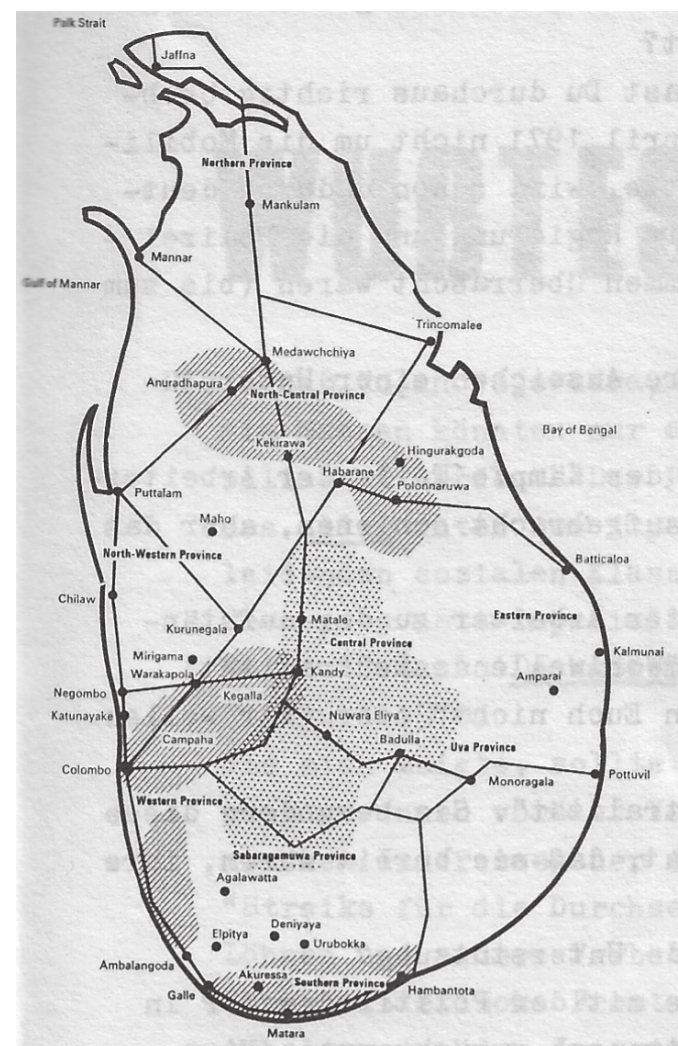 Palk Strait
Jaffna
Northern Province
Mankulam
Mannar
Gulf of Mannar
Trincomalee
Medawchchiya
Anuradhapura
North-Central Province
Bay of Bengal
Kekirawa
Hingurakgoda
Habarane
Polonnaruwa
Puttalam
Maho
North-Western Province
Batticaloa
Chilaw
Eastern Province
Matale
Kurunegala
Central Province
Kalmunai
Mirigama
Warakapola
Kandy
Amparai
Negombo
Kegalla
Katunayake
Nuwara Eliya
Campaha
Badulla
Uva Province
Colombo
Pottuvil
Monoragala
Western Province
Sabaragamuwa Province
Agalawatta
Deniyaya
Elpitya
Urubokka
Ambalangoda
Akuressa
Southern Province
Hambantota
Galle
Matara